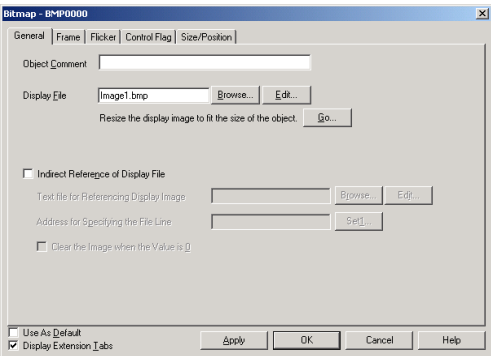 Bitmap - BMP0000
General Frame Flicker Control Flag Size/Position
Object Comment
Display File Image1.bmp Browse... Edit...
Resize the display image to fit the size of the object. Go...
Indirect Reference of Display File
Text file for Referencing Display Image Browse... Edit...
Address for Specifying the File Line Set1...
Clear the Image when the Value is 0
Use As Default
Display Extension Tabs Apply OK Cancel Help